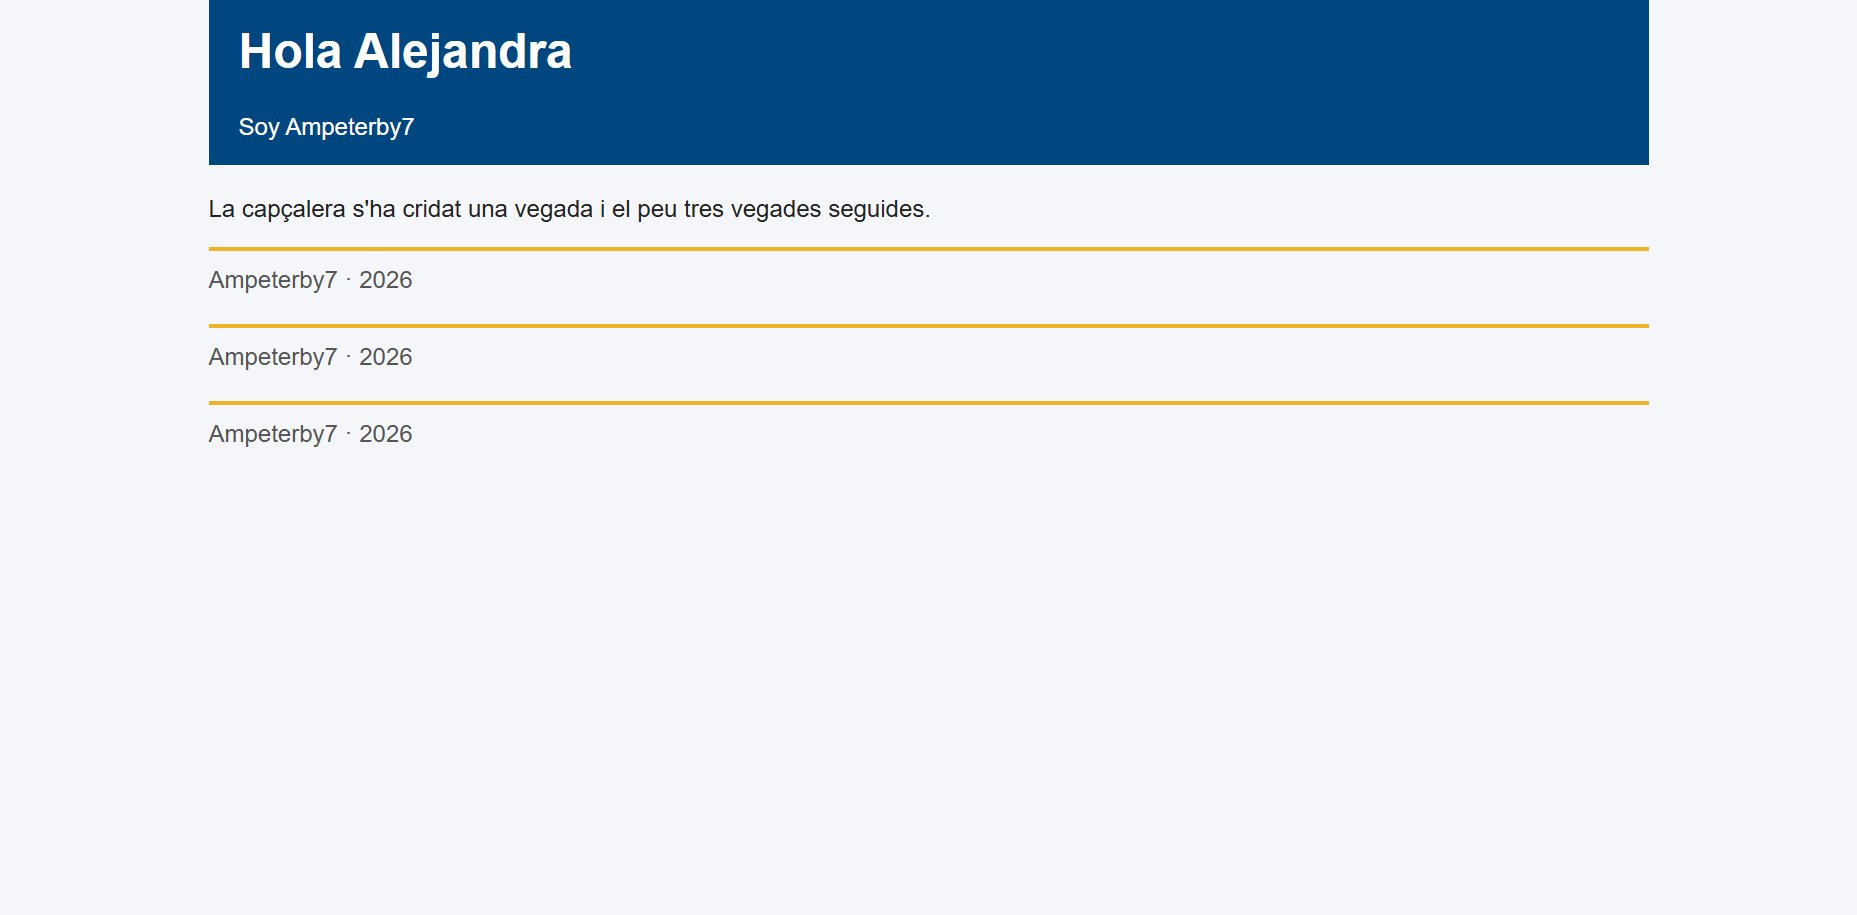 Hola Alejandra
Soy Ampeterby7
La capçalera s'ha cridat una vegada i el peu tres vegades seguides.
Ampeterby7 · 2026
Ampeterby7 · 2026
Ampeterby7 · 2026